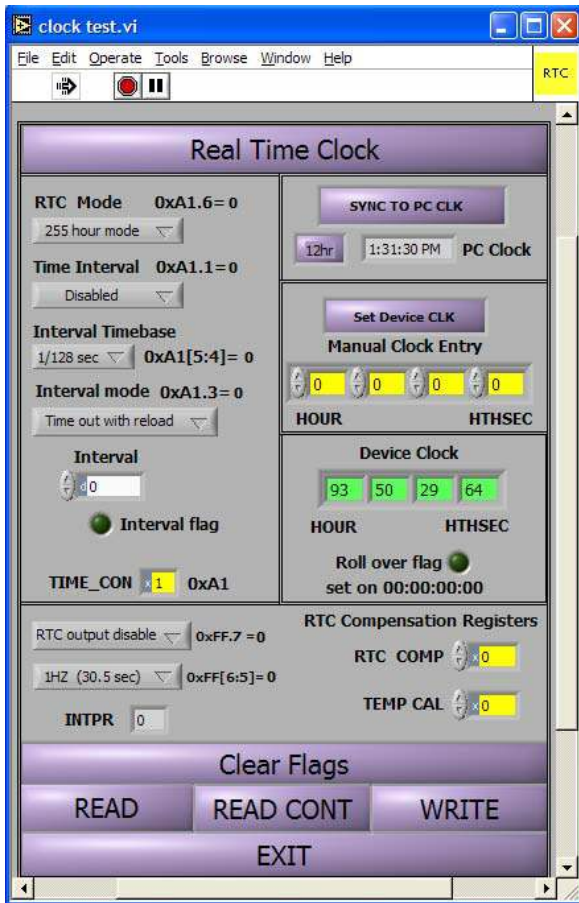 clock test.vi
File Edit Operate Tools Browse Window Help
RTC
Real Time Clock
RTC Mode 0xA1.6= 0
255 hour mode
Time Interval 0xA1.1=0
Disabled
Interval Timebase
1/128 sec 0xA1[5:4]= 0
Interval mode 0xA1.3=0
Time out with reload
Interval
d 0
Interval flag
TIME_CON x 1 0xA1
SYNC TO PC CLK
12hr 1:31:30 PM PC Clock
Set Device CLK
Manual Clock Entry
0 0 0 0
HOUR HTHSEC
Device Clock
93 50 29 64
HOUR HTHSEC
Roll over flag
set on 00:00:00:00
RTC output disable 0xFF.7 =0
1HZ (30.5 sec) 0xFF[6:5]= 0
INTPR 0
RTC Compensation Registers
RTC COMP x 0
TEMP CAL x 0
Clear Flags
READ READ CONT WRITE
EXIT